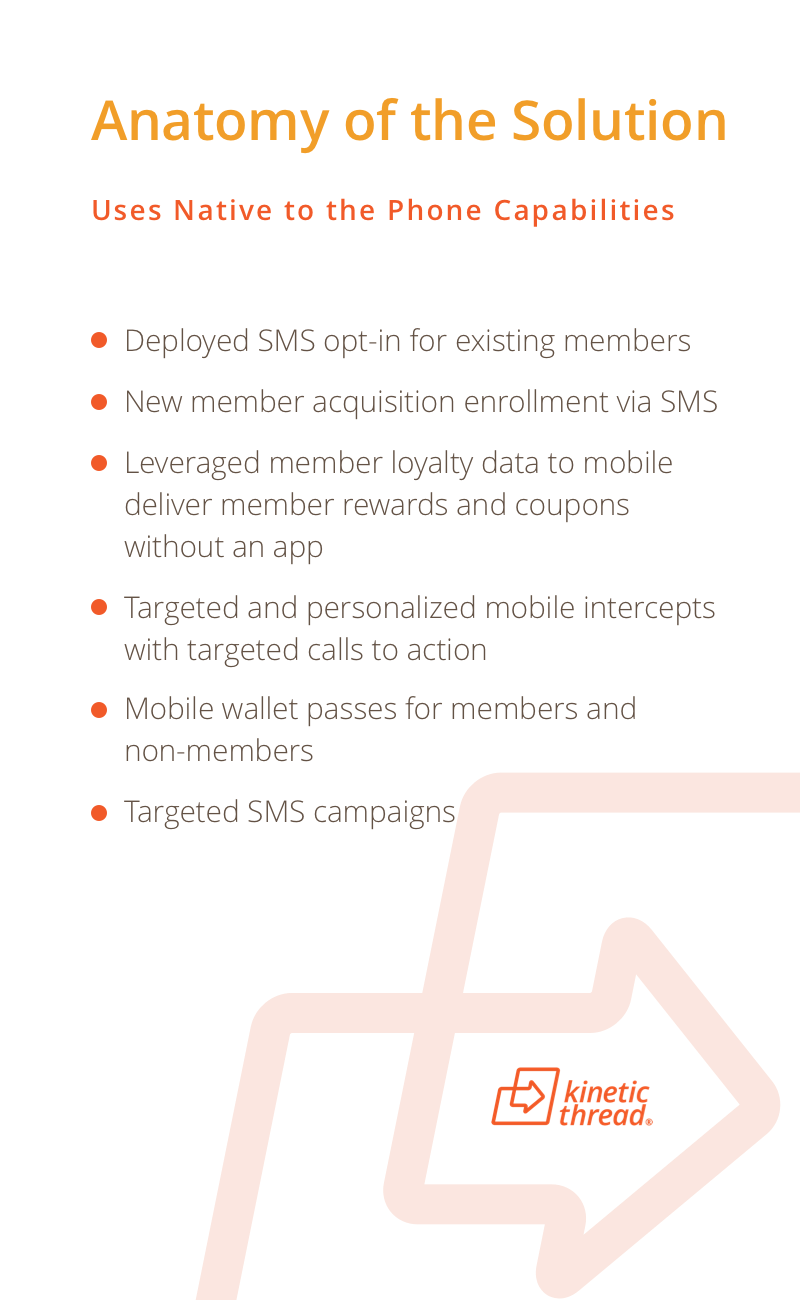 Anatomy of the Solution
Uses Native to the Phone Capabilities
Deployed SMS opt-in for existing members
New member acquisition enrollment via SMS
Leveraged member loyalty data to mobile
deliver member rewards and coupons
without an app
Targeted and personalized mobile intercepts
with targeted calls to action
Mobile wallet passes for members and
non-members
Targeted SMS campaigns
kinetic
thread®